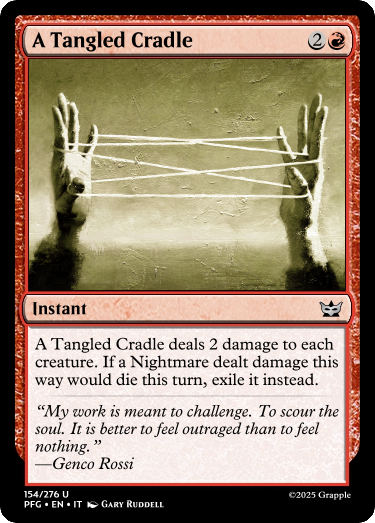 A Tangled Cradle 2
Instant
A Tangled Cradle deals 2 damage to each
creature. If a Nightmare dealt damage this
way would die this turn, exile it instead.
“My work is meant to challenge. To scour the
soul. It is better to feel outraged than to feel
nothing.”
—Genco Rossi
154/276 U
PFG • EN • IT GARY RUDDELL
©2025 Grapple